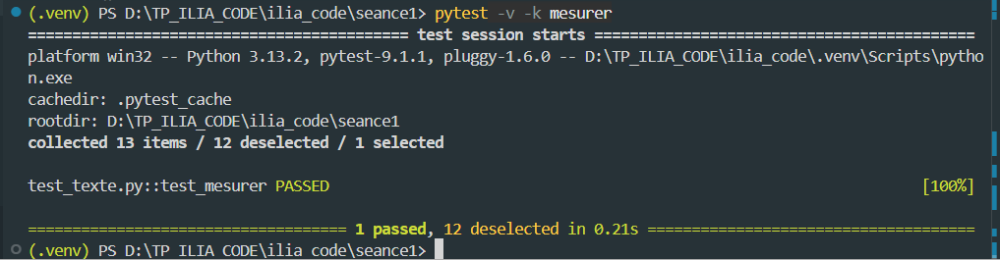 (.venv) PS D:\TP_ILIA_CODE\ilia_code\seance1> pytest -v -k mesurer
========================================== test session starts ==========================================
platform win32 -- Python 3.13.2, pytest-9.1.1, pluggy-1.6.0 -- D:\TP_ILIA_CODE\ilia_code\.venv\Scripts\pytho
n.exe
cachedir: .pytest_cache
rootdir: D:\TP_ILIA_CODE\ilia_code\seance1
collected 13 items / 12 deselected / 1 selected
test_texte.py::test_mesurer PASSED [100%]
==================================== 1 passed, 12 deselected in 0.21s =====================================
(.venv) PS D:\TP_ILIA_CODE\ilia_code\seance1>